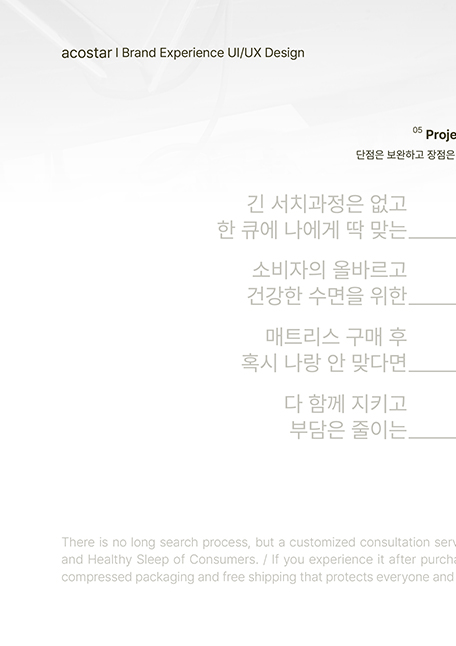 acostar | Brand Experience UI/UX Design
05 Proje
단점은 보완하고 장점은
긴 서치과정은 없고
한 큐에 나에게 딱 맞는
소비자의 올바르고
건강한 수면을 위한
매트리스 구매 후
혹시 나랑 안 맞다면
다 함께 지키고
부담은 줄이는
There is no long search process, but a customized consultation serv
and Healthy Sleep of Consumers. / If you experience it after purcha
compressed packaging and free shipping that protects everyone and